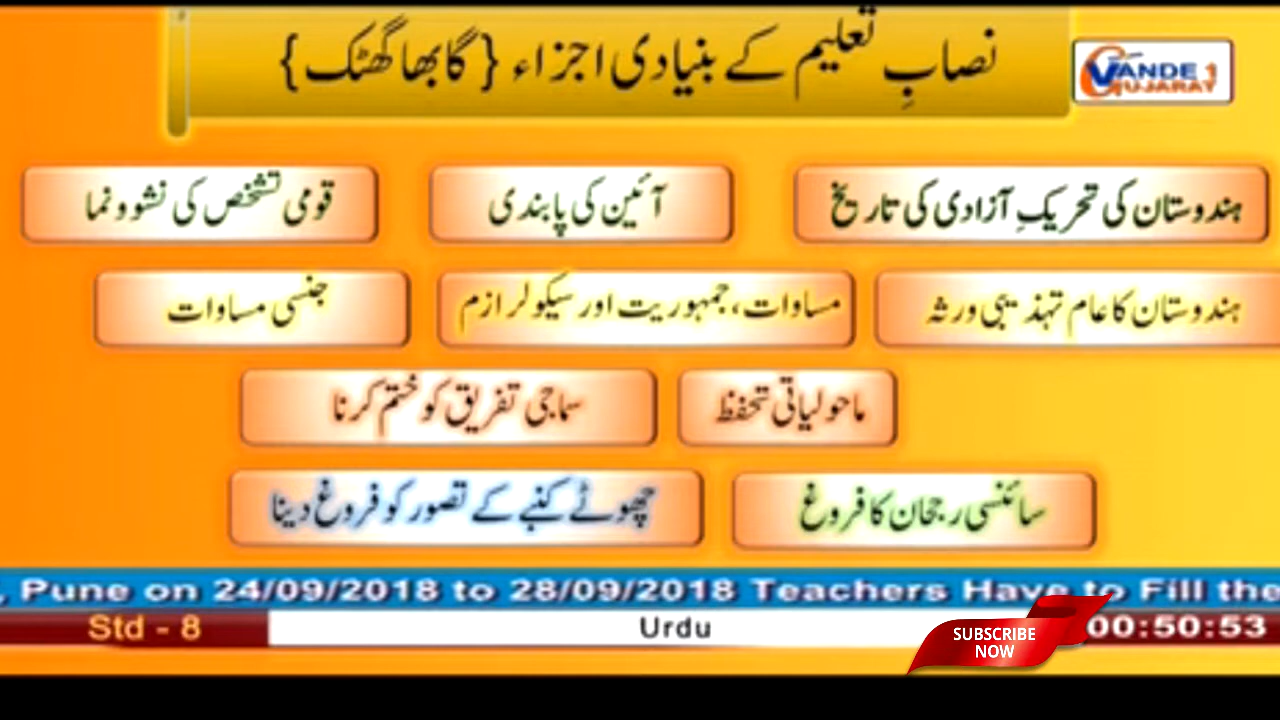 نصابِ تعلیم کے بنیادی اجزاء {گابھا گھٹک}
VANDE 1
GUJARAT
ہندوستان کی تحریکِ آزادی کی تاریخ
آئین کی پابندی
قومی تشخص کی نشوونما
ہندوستان کا عام تہذیبی ورثہ
مساوات، جمہوریت اور سیکولرازم
جنسی مساوات
ماحولیاتی تحفظ
سماجی تفریق کو ختم کرنا
سائنسی رجحان کا فروغ
چھوٹے کنبے کے تصور کو فروغ دینا
, Pune on 24/09/2018 to 28/09/2018 Teachers Have to Fill the
Std - 8
Urdu
SUBSCRIBE
NOW
00:50:53